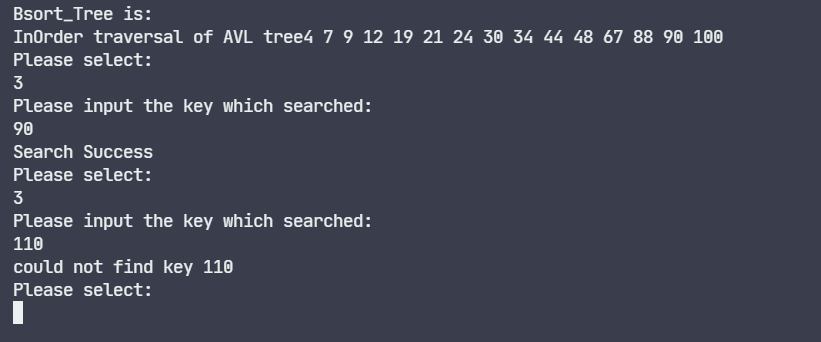 Bsort_Tree is:
InOrder traversal of AVL tree4 7 9 12 19 21 24 30 34 44 48 67 88 90 100
Please select:
3
Please input the key which searched:
90
Search Success
Please select:
3
Please input the key which searched:
110
could not find key 110
Please select: